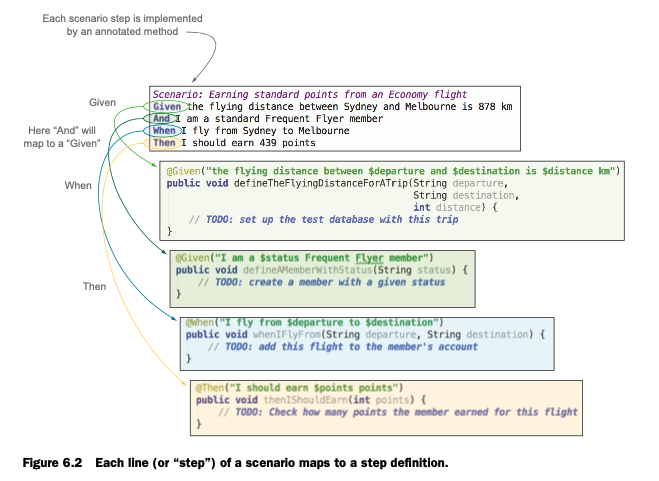 Each scenario step is implemented
by an annotated method
Scenario: Earning standard points from an Economy flight
Given
Given the flying distance between Sydney and Melbourne is 878 km
And I am a standard Frequent Flyer member
Here “And” will
map to a “Given”
When I fly from Sydney to Melbourne
Then I should earn 439 points
@Given("the flying distance between $departure and $destination is $distance km")
public void defineTheFlyingDistanceForATrip(String departure,
String destination,
int distance) {
// TODO: set up the test database with this trip
}
When
@Given("I am a $status Frequent Flyer member")
public void defineAMemberWithStatus(String status) {
// TODO: create a member with a given status
}
Then
@When("I fly from $departure to $destination")
public void whenIFlyFrom(String departure, String destination) {
// TODO: add this flight to the member's account
}
@Then("I should earn $points points")
public void thenIShouldEarn(int points) {
// TODO: Check how many points the member earned for this flight
}
Figure 6.2 Each line (or “step”) of a scenario maps to a step definition.